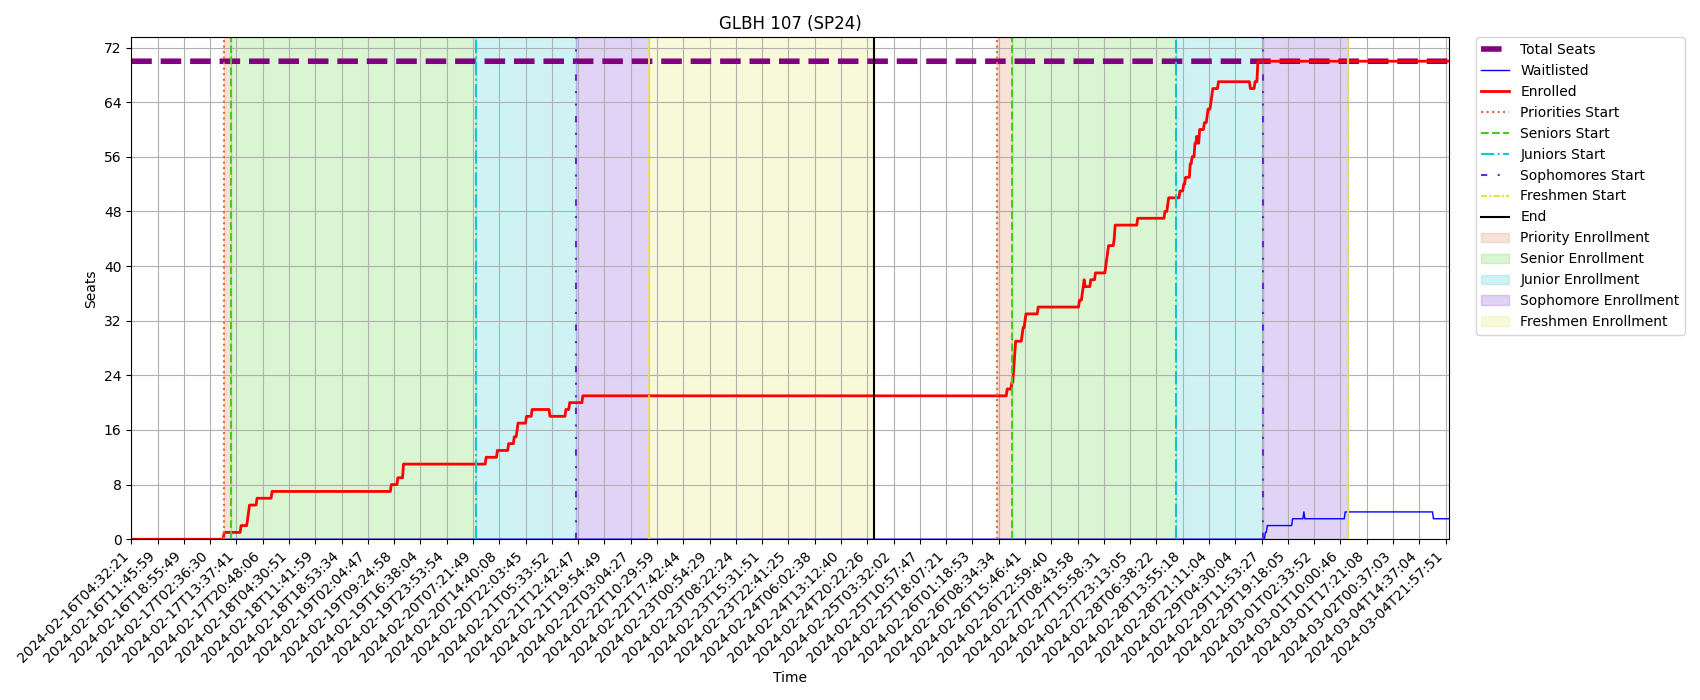 GLBH 107 (SP24)
72
64
56
48
40
32
24
16
8
0
Seats
2024-02-16T04:32:21
2024-02-16T11:45:59
2024-02-16T18:55:49
2024-02-17T02:36:30
2024-02-17T13:37:41
2024-02-17T20:48:06
2024-02-18T04:30:51
2024-02-18T11:41:59
2024-02-18T18:53:34
2024-02-19T02:04:47
2024-02-19T09:24:58
2024-02-19T16:38:04
2024-02-19T23:53:54
2024-02-20T07:21:49
2024-02-20T14:40:08
2024-02-20T22:03:45
2024-02-21T05:33:52
2024-02-21T12:42:47
2024-02-21T19:54:49
2024-02-22T03:04:27
2024-02-22T10:29:59
2024-02-22T17:42:44
2024-02-23T00:54:29
2024-02-23T08:22:24
2024-02-23T15:31:51
2024-02-23T22:41:25
2024-02-24T06:02:38
2024-02-24T13:12:40
2024-02-24T20:22:26
2024-02-25T03:32:02
2024-02-25T10:57:47
2024-02-25T18:07:21
2024-02-26T01:18:53
2024-02-26T08:34:34
2024-02-26T15:46:41
2024-02-26T22:59:40
2024-02-27T08:43:58
2024-02-27T15:58:31
2024-02-27T23:13:05
2024-02-28T06:38:22
2024-02-28T13:55:18
2024-02-28T21:11:04
2024-02-29T04:30:04
2024-02-29T11:53:27
2024-02-29T19:18:05
2024-03-01T02:33:52
2024-03-01T10:00:46
2024-03-01T17:21:08
2024-03-02T00:37:03
2024-03-04T14:37:04
2024-03-04T21:57:51
Time
Total Seats
Waitlisted
Enrolled
Priorities Start
Seniors Start
Juniors Start
Sophomores Start
Freshmen Start
End
Priority Enrollment
Senior Enrollment
Junior Enrollment
Sophomore Enrollment
Freshmen Enrollment